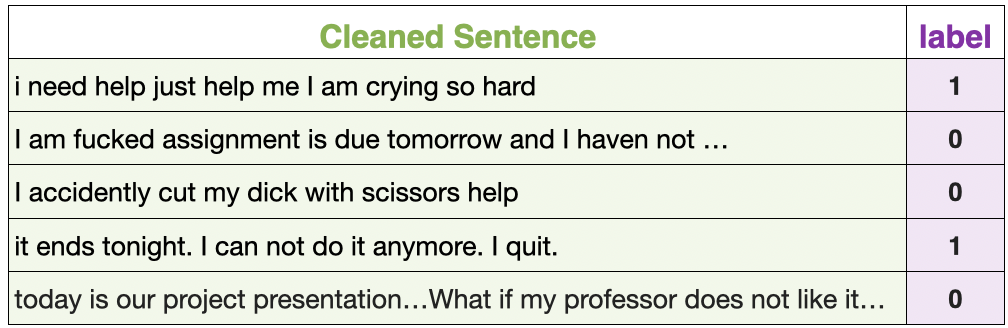 Cleaned Sentence label
i need help just help me I am crying so hard 1
I am fucked assignment is due tomorrow and I haven not … 0
I accidently cut my dick with scissors help 0
it ends tonight. I can not do it anymore. I quit. 1
today is our project presentation…What if my professor does not like it… 0